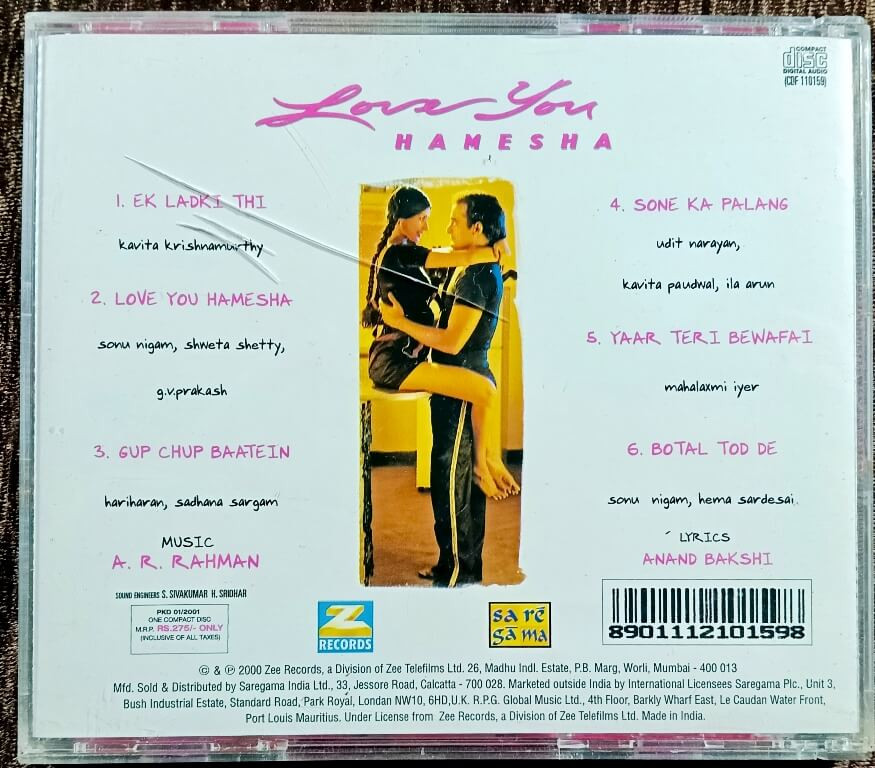 COMPACT
disc
DIGITAL AUDIO
(CDF 110159)
Love You
HAMESHA
1. EK LADKI THI
kavita krishnamurthy
2. LOVE YOU HAMESHA
sonu nigam, shweta shetty,
g.v.prakash
3. GUP CHUP BAATEIN
hariharan, sadhana sargam
MUSIC
A. R. RAHMAN
4. SONE KA PALANG
udit narayan,
kavita paudwal, ila arun
5. YAAR TERI BEWAFAI
mahalaxmi iyer
6. BOTAL TOD DE
sonu nigam, hema sardesai
LYRICS
ANAND BAKSHI
SOUND ENGINEERS S. SIVAKUMAR H. SRIDHAR
PKD 01/2001
ONE COMPACT DISC
M.R.P. RS.275/- ONLY
(INCLUSIVE OF ALL TAXES)
Z
RECORDS
sa rē
gā ma
8901112101598
© & ℗ 2000 Zee Records, a Division of Zee Telefilms Ltd. 26, Madhu Indl. Estate, P.B. Marg, Worli, Mumbai - 400 013
Mfd. Sold & Distributed by Saregama India Ltd., 33, Jessore Road, Calcatta - 700 028. Marketed outside India by International Licensees Saregama Plc., Unit 3,
Bush Industrial Estate, Standard Road, Park Royal, Londan NW10, 6HD,U.K. R.P.G. Global Music Ltd., 4th Floor, Barkly Wharf East, Le Caudan Water Front,
Port Louis Mauritius. Under License from Zee Records, a Division of Zee Telefilms Ltd. Made in India.